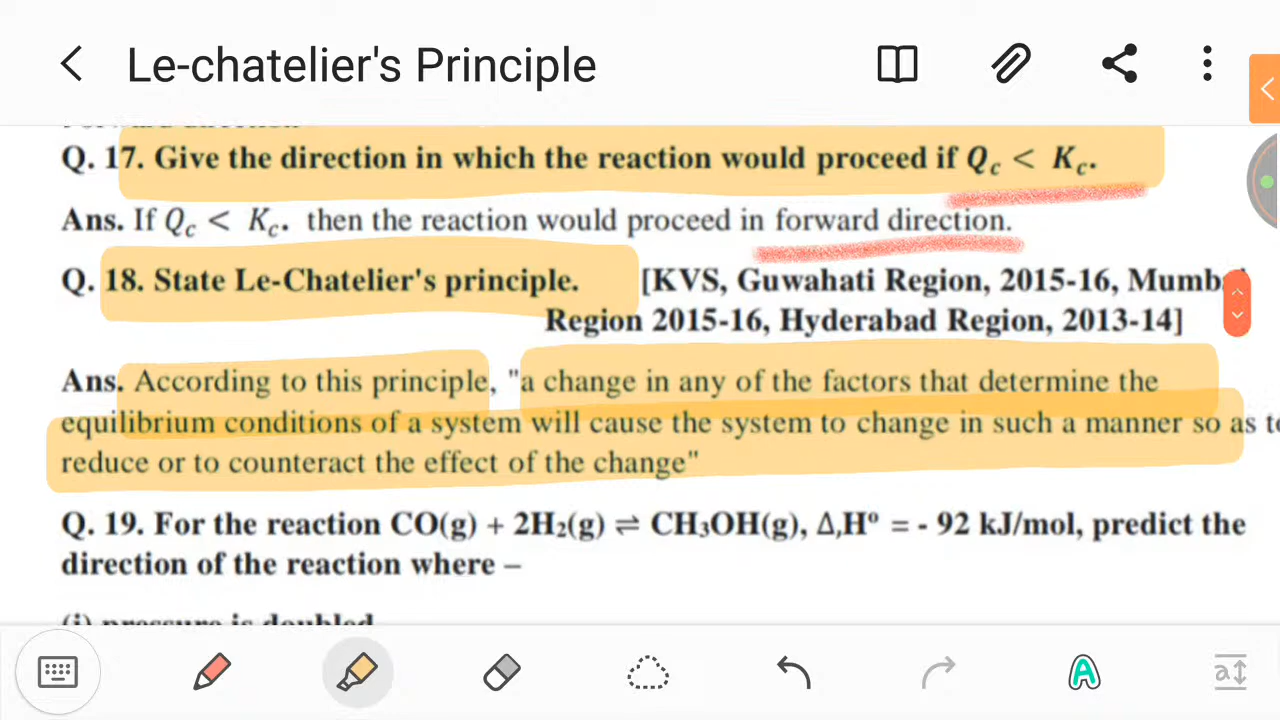 Le-chatelier's Principle
Q. 17. Give the direction in which the reaction would proceed if Q꜀ < K꜀.
Ans. If Q꜀ < K꜀. then the reaction would proceed in forward direction.
Q. 18. State Le-Chatelier's principle. [KVS, Guwahati Region, 2015-16, Mumb
Region 2015-16, Hyderabad Region, 2013-14]
Ans. According to this principle, "a change in any of the factors that determine the
equilibrium conditions of a system will cause the system to change in such a manner so as to
reduce or to counteract the effect of the change"
Q. 19. For the reaction CO(g) + 2H₂(g) ⇌ CH₃OH(g), ΔᵣHº = - 92 kJ/mol, predict the
direction of the reaction where –
(i) pressure is doubled
A
a